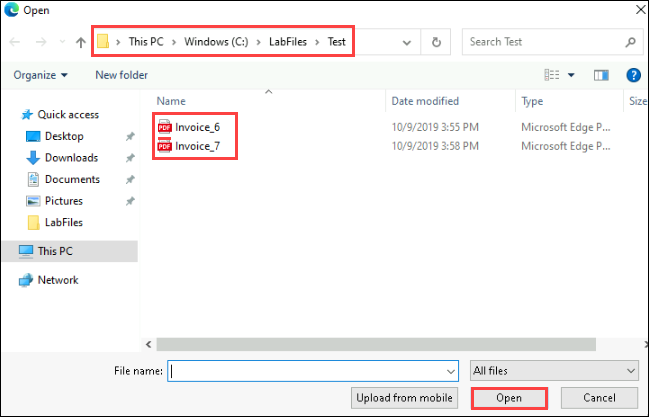 Open
This PC > Windows (C:) > LabFiles > Test
Search Test
Organize
New folder
?
Name
Date modified
Type
Size
Quick access
Desktop
Downloads
Documents
Pictures
LabFiles
This PC
Network
PDF Invoice_6 10/9/2019 3:55 PM Microsoft Edge P...
PDF Invoice_7 10/9/2019 3:58 PM Microsoft Edge P...
File name:
All files
Upload from mobile
Open
Cancel